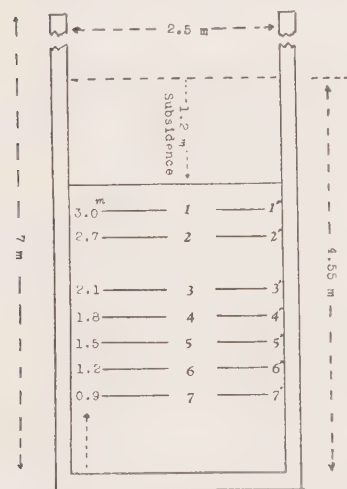 2.5 m
1.2 m
Subsidence
7 m
4.55 m
3.0 m 1 1'
2.7 2 2'
2.1 3 3'
1.8 4 4'
1.5 5 5'
1.2 6 6'
0.9 7 7'